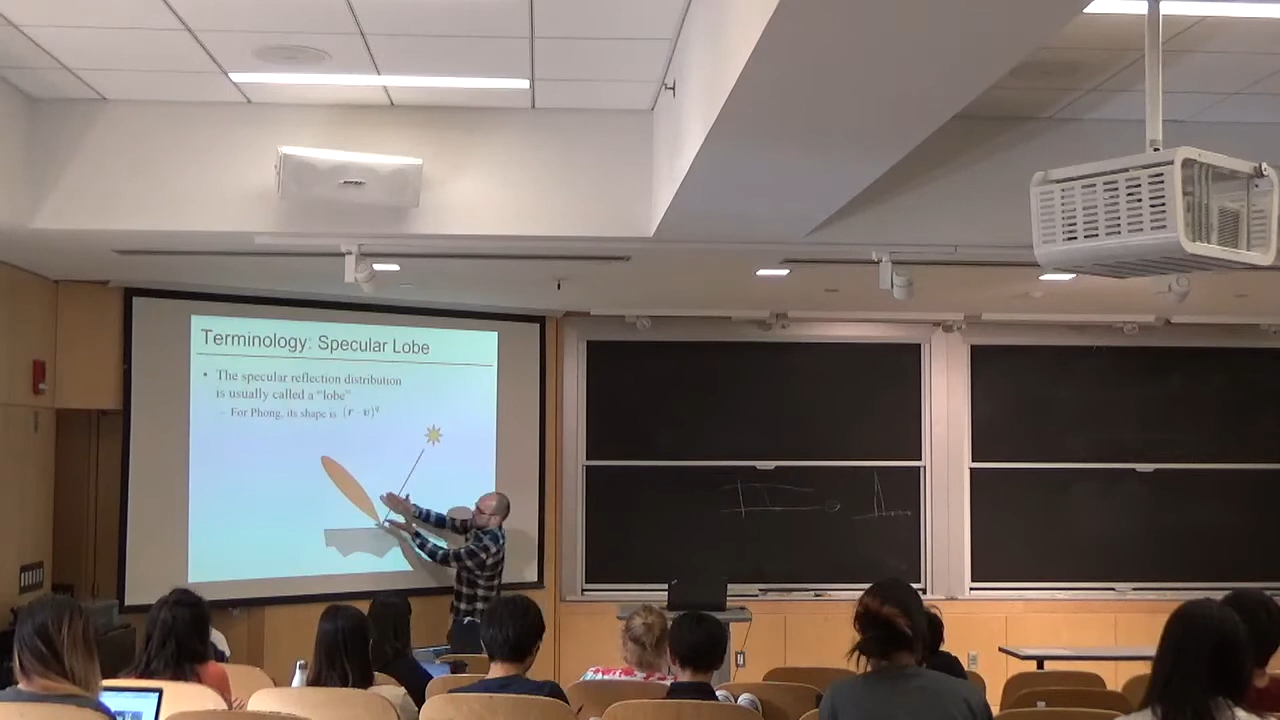 Terminology: Specular Lobe
• The specular reflection distribution
is usually called a "lobe"
– For Phong, its shape is (r · v)^q